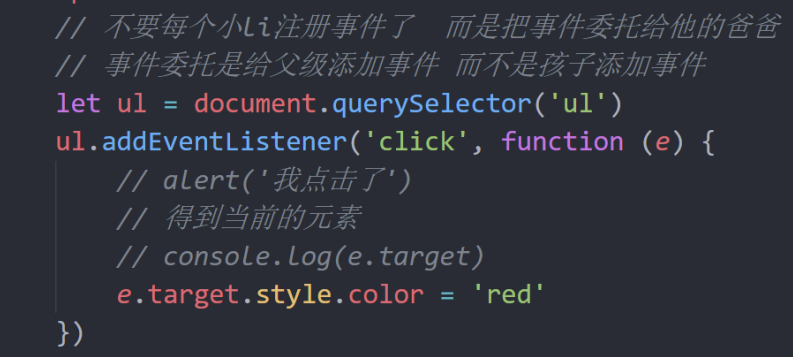 // 不要每个小li注册事件了  而是把事件委托给他的爸爸
// 事件委托是给父级添加事件 而不是孩子添加事件
let ul = document.querySelector('ul')
ul.addEventListener('click', function (e) {
    // alert('我点击了')
    // 得到当前的元素
    // console.log(e.target)
    e.target.style.color = 'red'
})